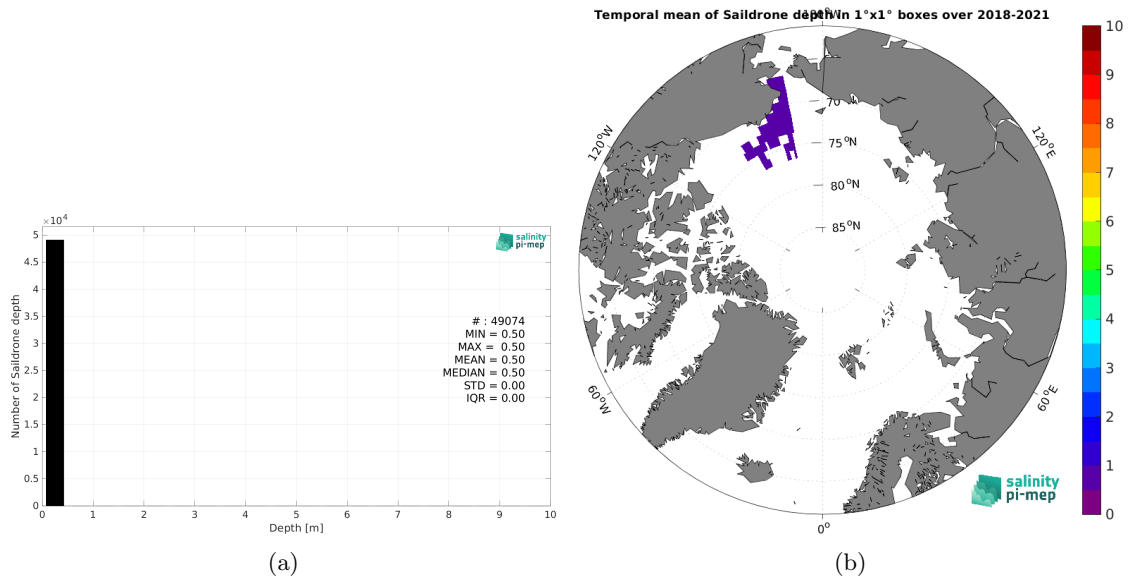 ×10⁴
5
4.5
4
3.5
3
2.5
2
1.5
1
0.5
0
Number of Saildrone depth
salinity
pi-mep
# : 49074
MIN = 0.50
MAX = 0.50
MEAN = 0.50
MEDIAN = 0.50
STD = 0.00
IQR = 0.00
0 1 2 3 4 5 6 7 8 9 10
Depth [m]
(a)
Temporal mean of Saildrone depth in 1°x1° boxes over 2018-2021
180°W
120°W
120°E
70°N
75°N
80°N
85°N
60°W
60°E
0°
salinity
pi-mep
10
9
8
7
6
5
4
3
2
1
0
(b)